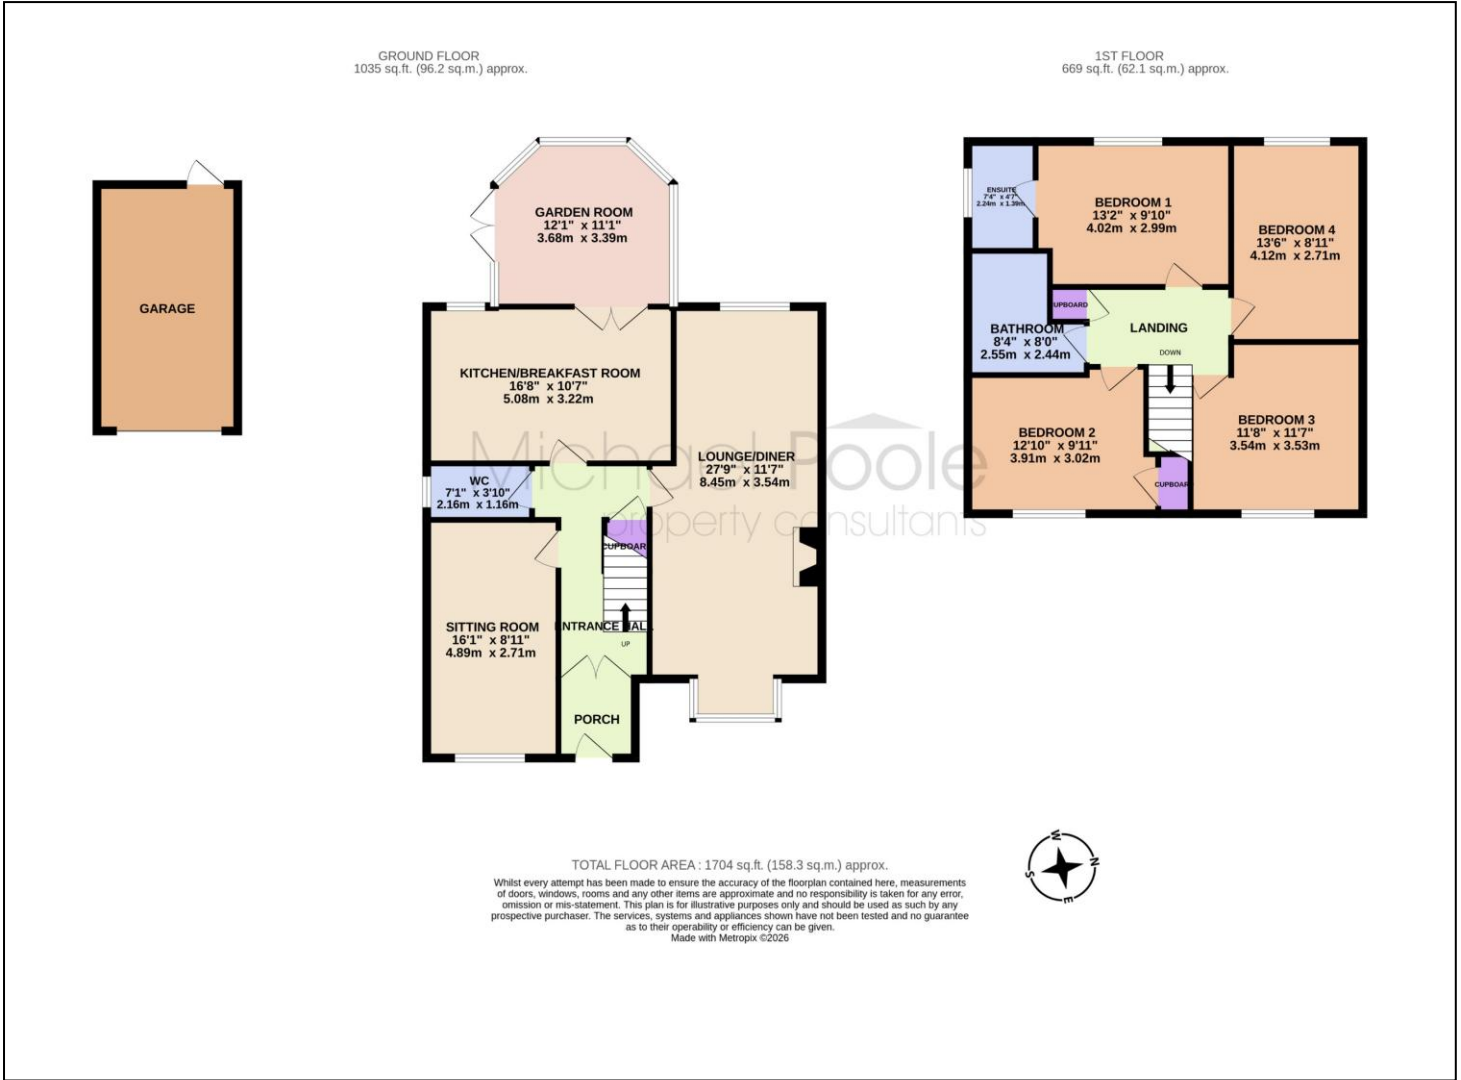 GROUND FLOOR
1035 sq.ft. (96.2 sq.m.) approx.
1ST FLOOR
669 sq.ft. (62.1 sq.m.) approx.
GARAGE
GARDEN ROOM
12'1" x 11'1"
3.68m x 3.39m
KITCHEN/BREAKFAST ROOM
16'8" x 10'7"
5.08m x 3.22m
LOUNGE/DINER
27'9" x 11'7"
8.45m x 3.54m
WC
7'1" x 3'10"
2.16m x 1.16m
CUPBOARD
SITTING ROOM
16'1" x 8'11"
4.89m x 2.71m
ENTRANCE HALL
UP
PORCH
ENSUITE
7'4" x 4'7"
2.24m x 1.39m
BEDROOM 1
13'2" x 9'10"
4.02m x 2.99m
BEDROOM 4
13'6" x 8'11"
4.12m x 2.71m
UPBOARD
BATHROOM
8'4" x 8'0"
2.55m x 2.44m
LANDING
DOWN
BEDROOM 2
12'10" x 9'11"
3.91m x 3.02m
BEDROOM 3
11'8" x 11'7"
3.54m x 3.53m
CUPBOARD
Michael Poole
property consultants
W
N
S
E
TOTAL FLOOR AREA : 1704 sq.ft. (158.3 sq.m.) approx.
Whilst every attempt has been made to ensure the accuracy of the floorplan contained here, measurements
of doors, windows, rooms and any other items are approximate and no responsibility is taken for any error,
omission or mis-statement. This plan is for illustrative purposes only and should be used as such by any
prospective purchaser. The services, systems and appliances shown have not been tested and no guarantee
as to their operability or efficiency can be given.
Made with Metropix ©2026